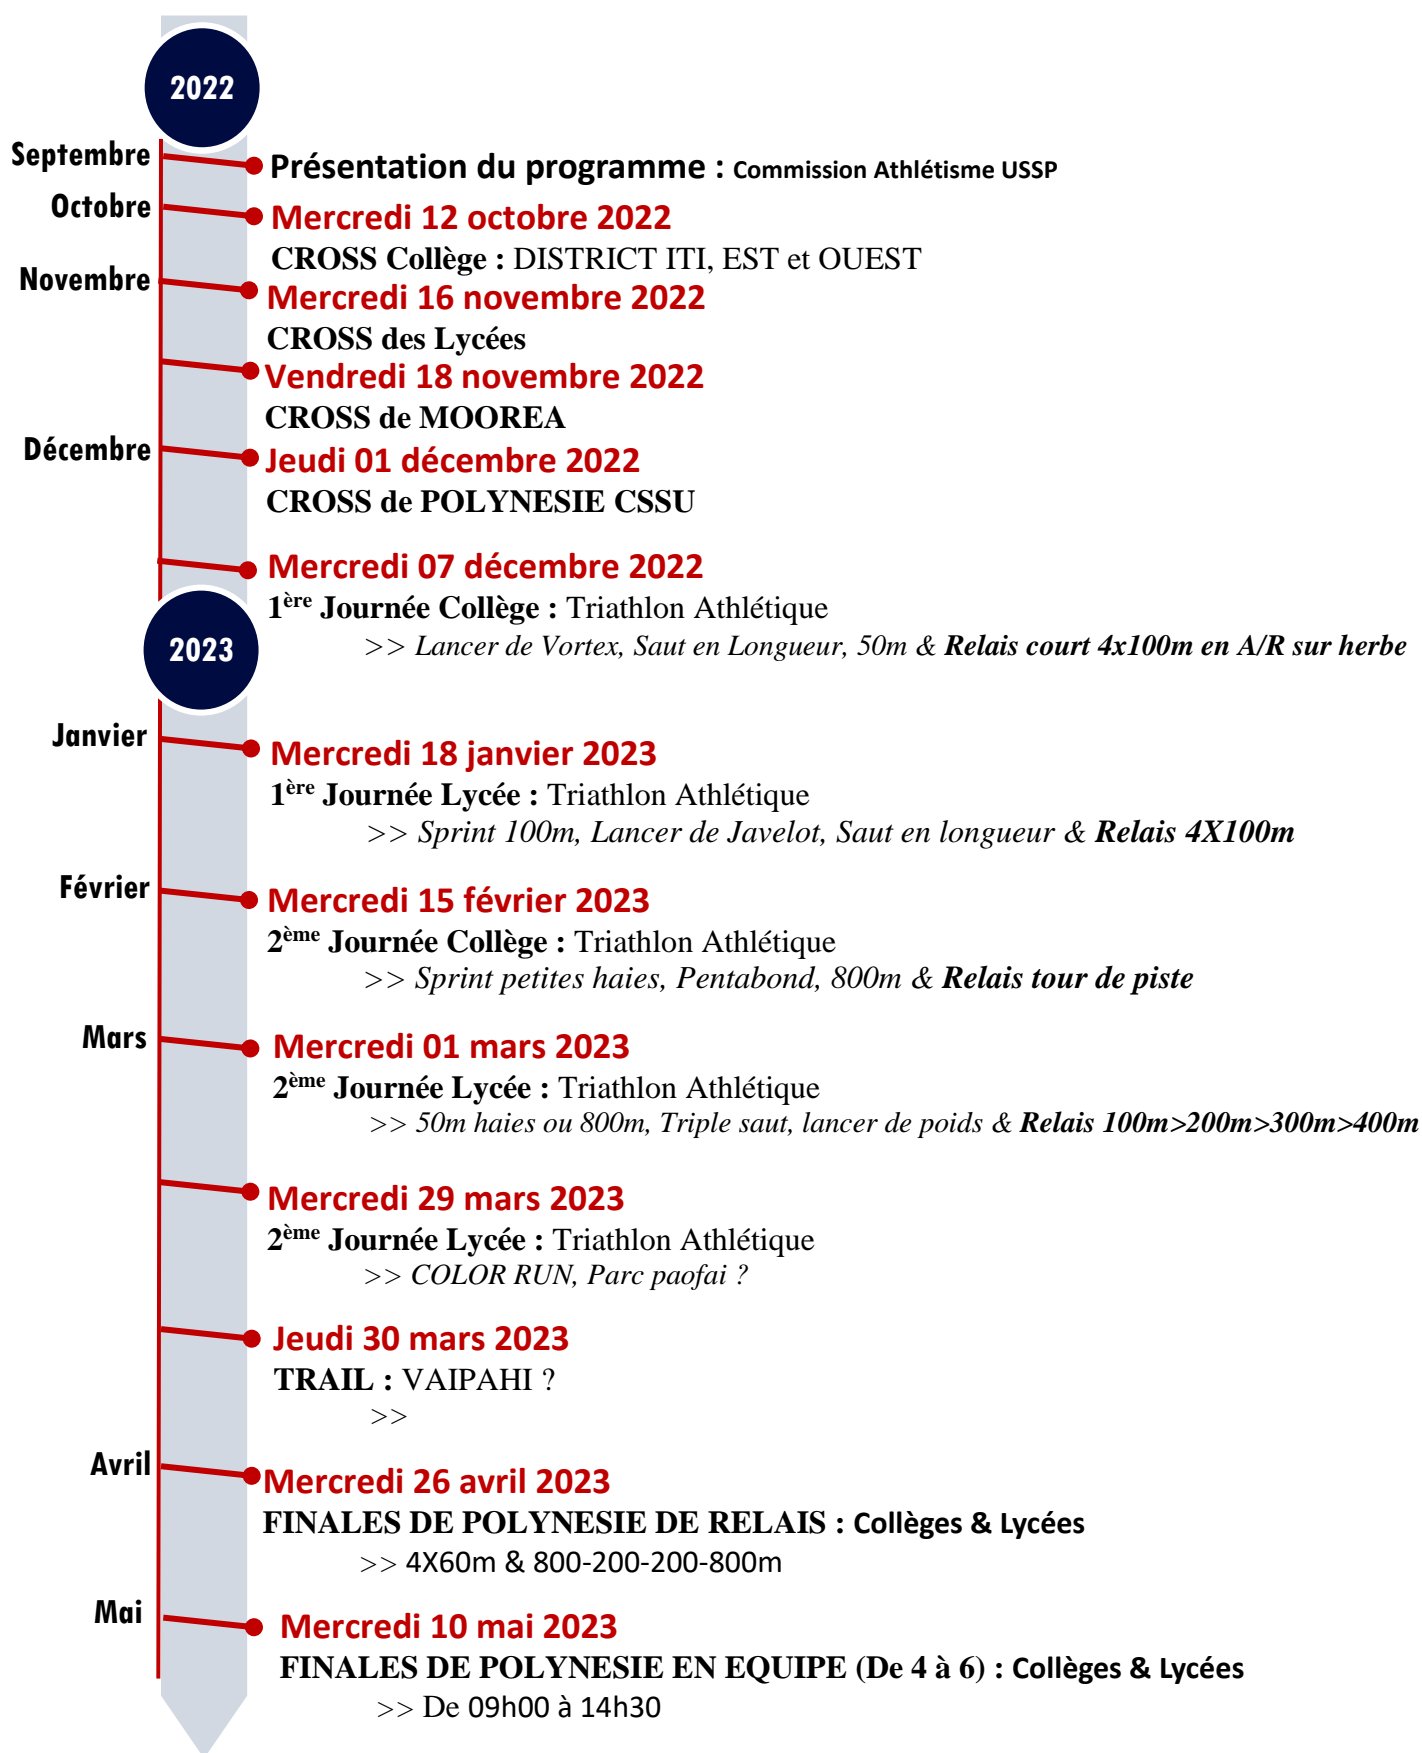 2022
Septembre
Présentation du programme : Commission Athlétisme USSP
Octobre
Mercredi 12 octobre 2022
CROSS Collège : DISTRICT ITI, EST et OUEST
Novembre
Mercredi 16 novembre 2022
CROSS des Lycées
Vendredi 18 novembre 2022
CROSS de MOOREA
Décembre
Jeudi 01 décembre 2022
CROSS de POLYNESIE CSSU
Mercredi 07 décembre 2022
1ère Journée Collège : Triathlon Athlétique
>> Lancer de Vortex, Saut en Longueur, 50m & Relais court 4x100m en A/R sur herbe
2023
Janvier
Mercredi 18 janvier 2023
1ère Journée Lycée : Triathlon Athlétique
>> Sprint 100m, Lancer de Javelot, Saut en longueur & Relais 4X100m
Février
Mercredi 15 février 2023
2ème Journée Collège : Triathlon Athlétique
>> Sprint petites haies, Pentabond, 800m & Relais tour de piste
Mars
Mercredi 01 mars 2023
2ème Journée Lycée : Triathlon Athlétique
>> 50m haies ou 800m, Triple saut, lancer de poids & Relais 100m>200m>300m>400m
Mercredi 29 mars 2023
2ème Journée Lycée : Triathlon Athlétique
>> COLOR RUN, Parc paofai ?
Jeudi 30 mars 2023
TRAIL : VAIPAHI ?
>>
Avril
Mercredi 26 avril 2023
FINALES DE POLYNESIE DE RELAIS : Collèges & Lycées
>> 4X60m & 800-200-200-800m
Mai
Mercredi 10 mai 2023
FINALES DE POLYNESIE EN EQUIPE (De 4 à 6) : Collèges & Lycées
>> De 09h00 à 14h30